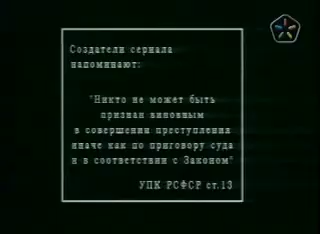 Создатели сериала
напоминают:
"Никто не может быть
признан виновным
в совершении преступления
иначе как по приговору суда
и в соответствии с Законом"
УПК РСФСР ст.13